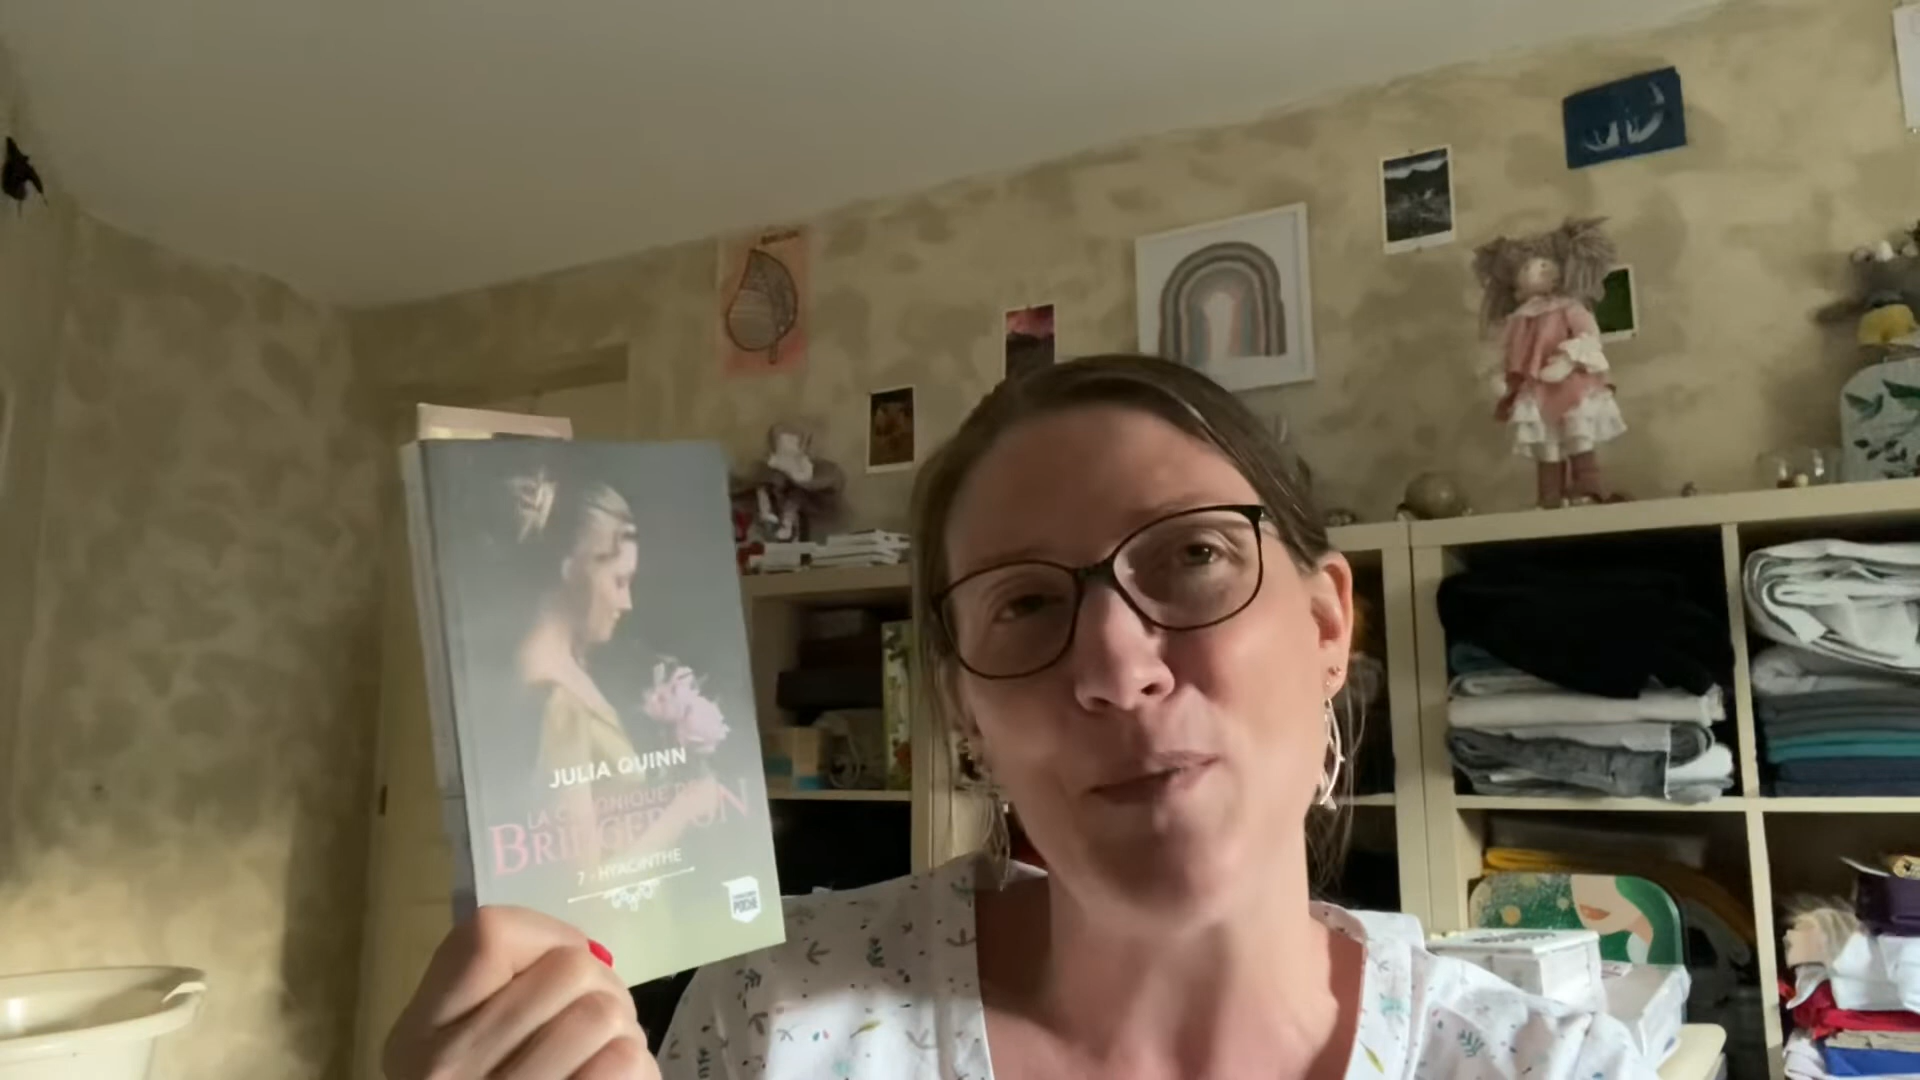 JULIA QUINN
LA CHRONIQUE DES
BRIDGERTON
7 - HYACINTHE
POCHE